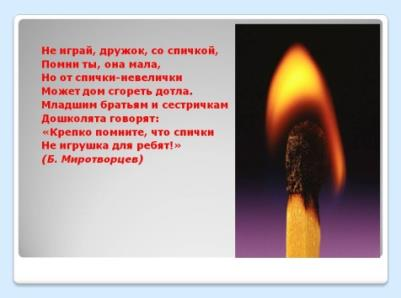 Не играй, дружок, со спичкой,
Помни ты, она мала,
Но от спички-невелички
Может дом сгореть дотла.
Младшим братьям и сестричкам
Дошколята говорят:
«Крепко помните, что спички
Не игрушка для ребят!»
(Б. Миротворцев)